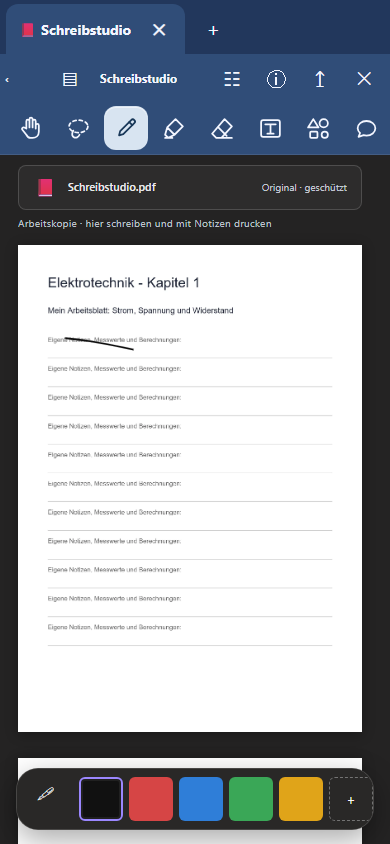 Schreibstudio
Schreibstudio
Schreibstudio.pdf
Original · geschützt
Arbeitskopie · hier schreiben und mit Notizen drucken
Elektrotechnik - Kapitel 1
Mein Arbeitsblatt: Strom, Spannung und Widerstand
Eigene Notizen, Messwerte und Berechnungen:
Eigene Notizen, Messwerte und Berechnungen:
Eigene Notizen, Messwerte und Berechnungen:
Eigene Notizen, Messwerte und Berechnungen:
Eigene Notizen, Messwerte und Berechnungen:
Eigene Notizen, Messwerte und Berechnungen:
Eigene Notizen, Messwerte und Berechnungen:
Eigene Notizen, Messwerte und Berechnungen:
Eigene Notizen, Messwerte und Berechnungen:
Eigene Notizen, Messwerte und Berechnungen:
Eigene Notizen, Messwerte und Berechnungen: